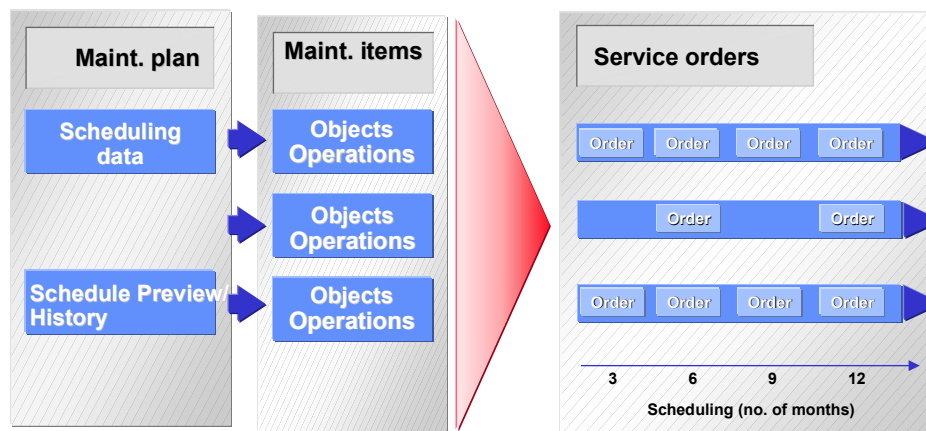 Maint. plan
Scheduling
data
Schedule Preview/
History
Maint. items
Objects
Operations
Objects
Operations
Objects
Operations
Service orders
Order Order Order Order
Order Order
Order Order Order Order
3 6 9 12
Scheduling (no. of months)